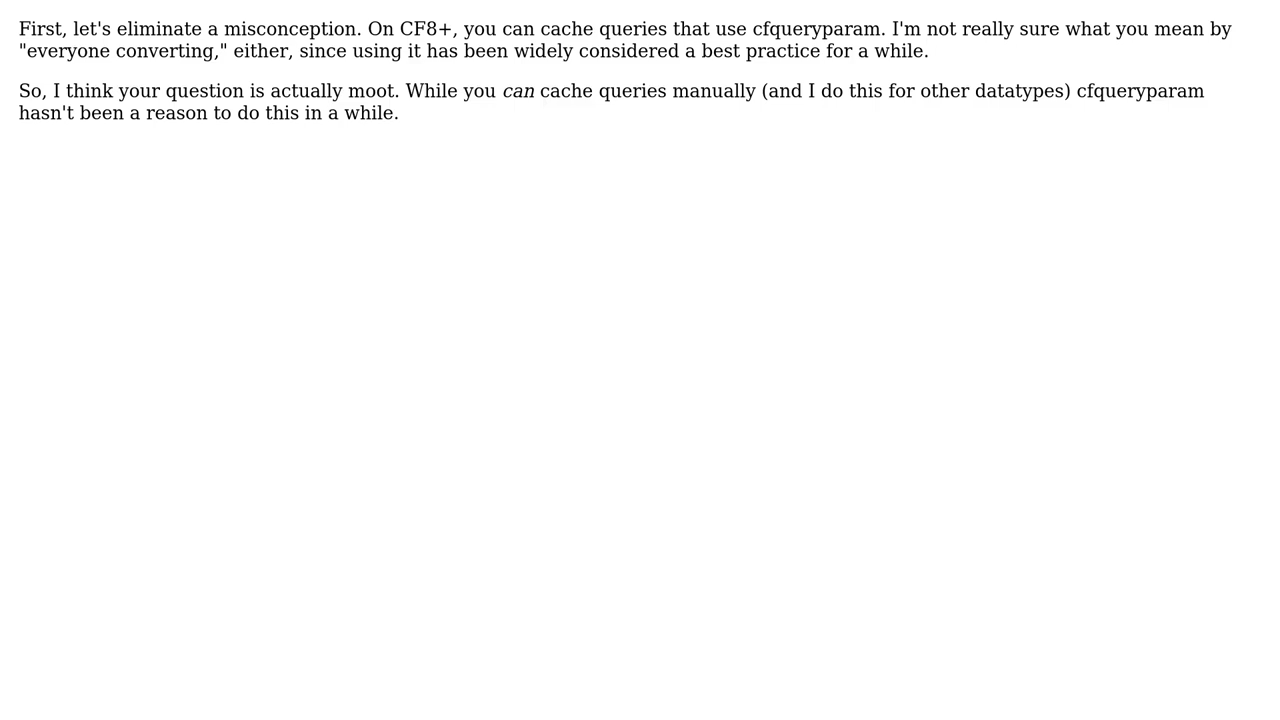 First, let's eliminate a misconception. On CF8+, you can cache queries that use cfqueryparam. I'm not really sure what you mean by
"everyone converting," either, since using it has been widely considered a best practice for a while.
So, I think your question is actually moot. While you can cache queries manually (and I do this for other datatypes) cfqueryparam
hasn't been a reason to do this in a while.